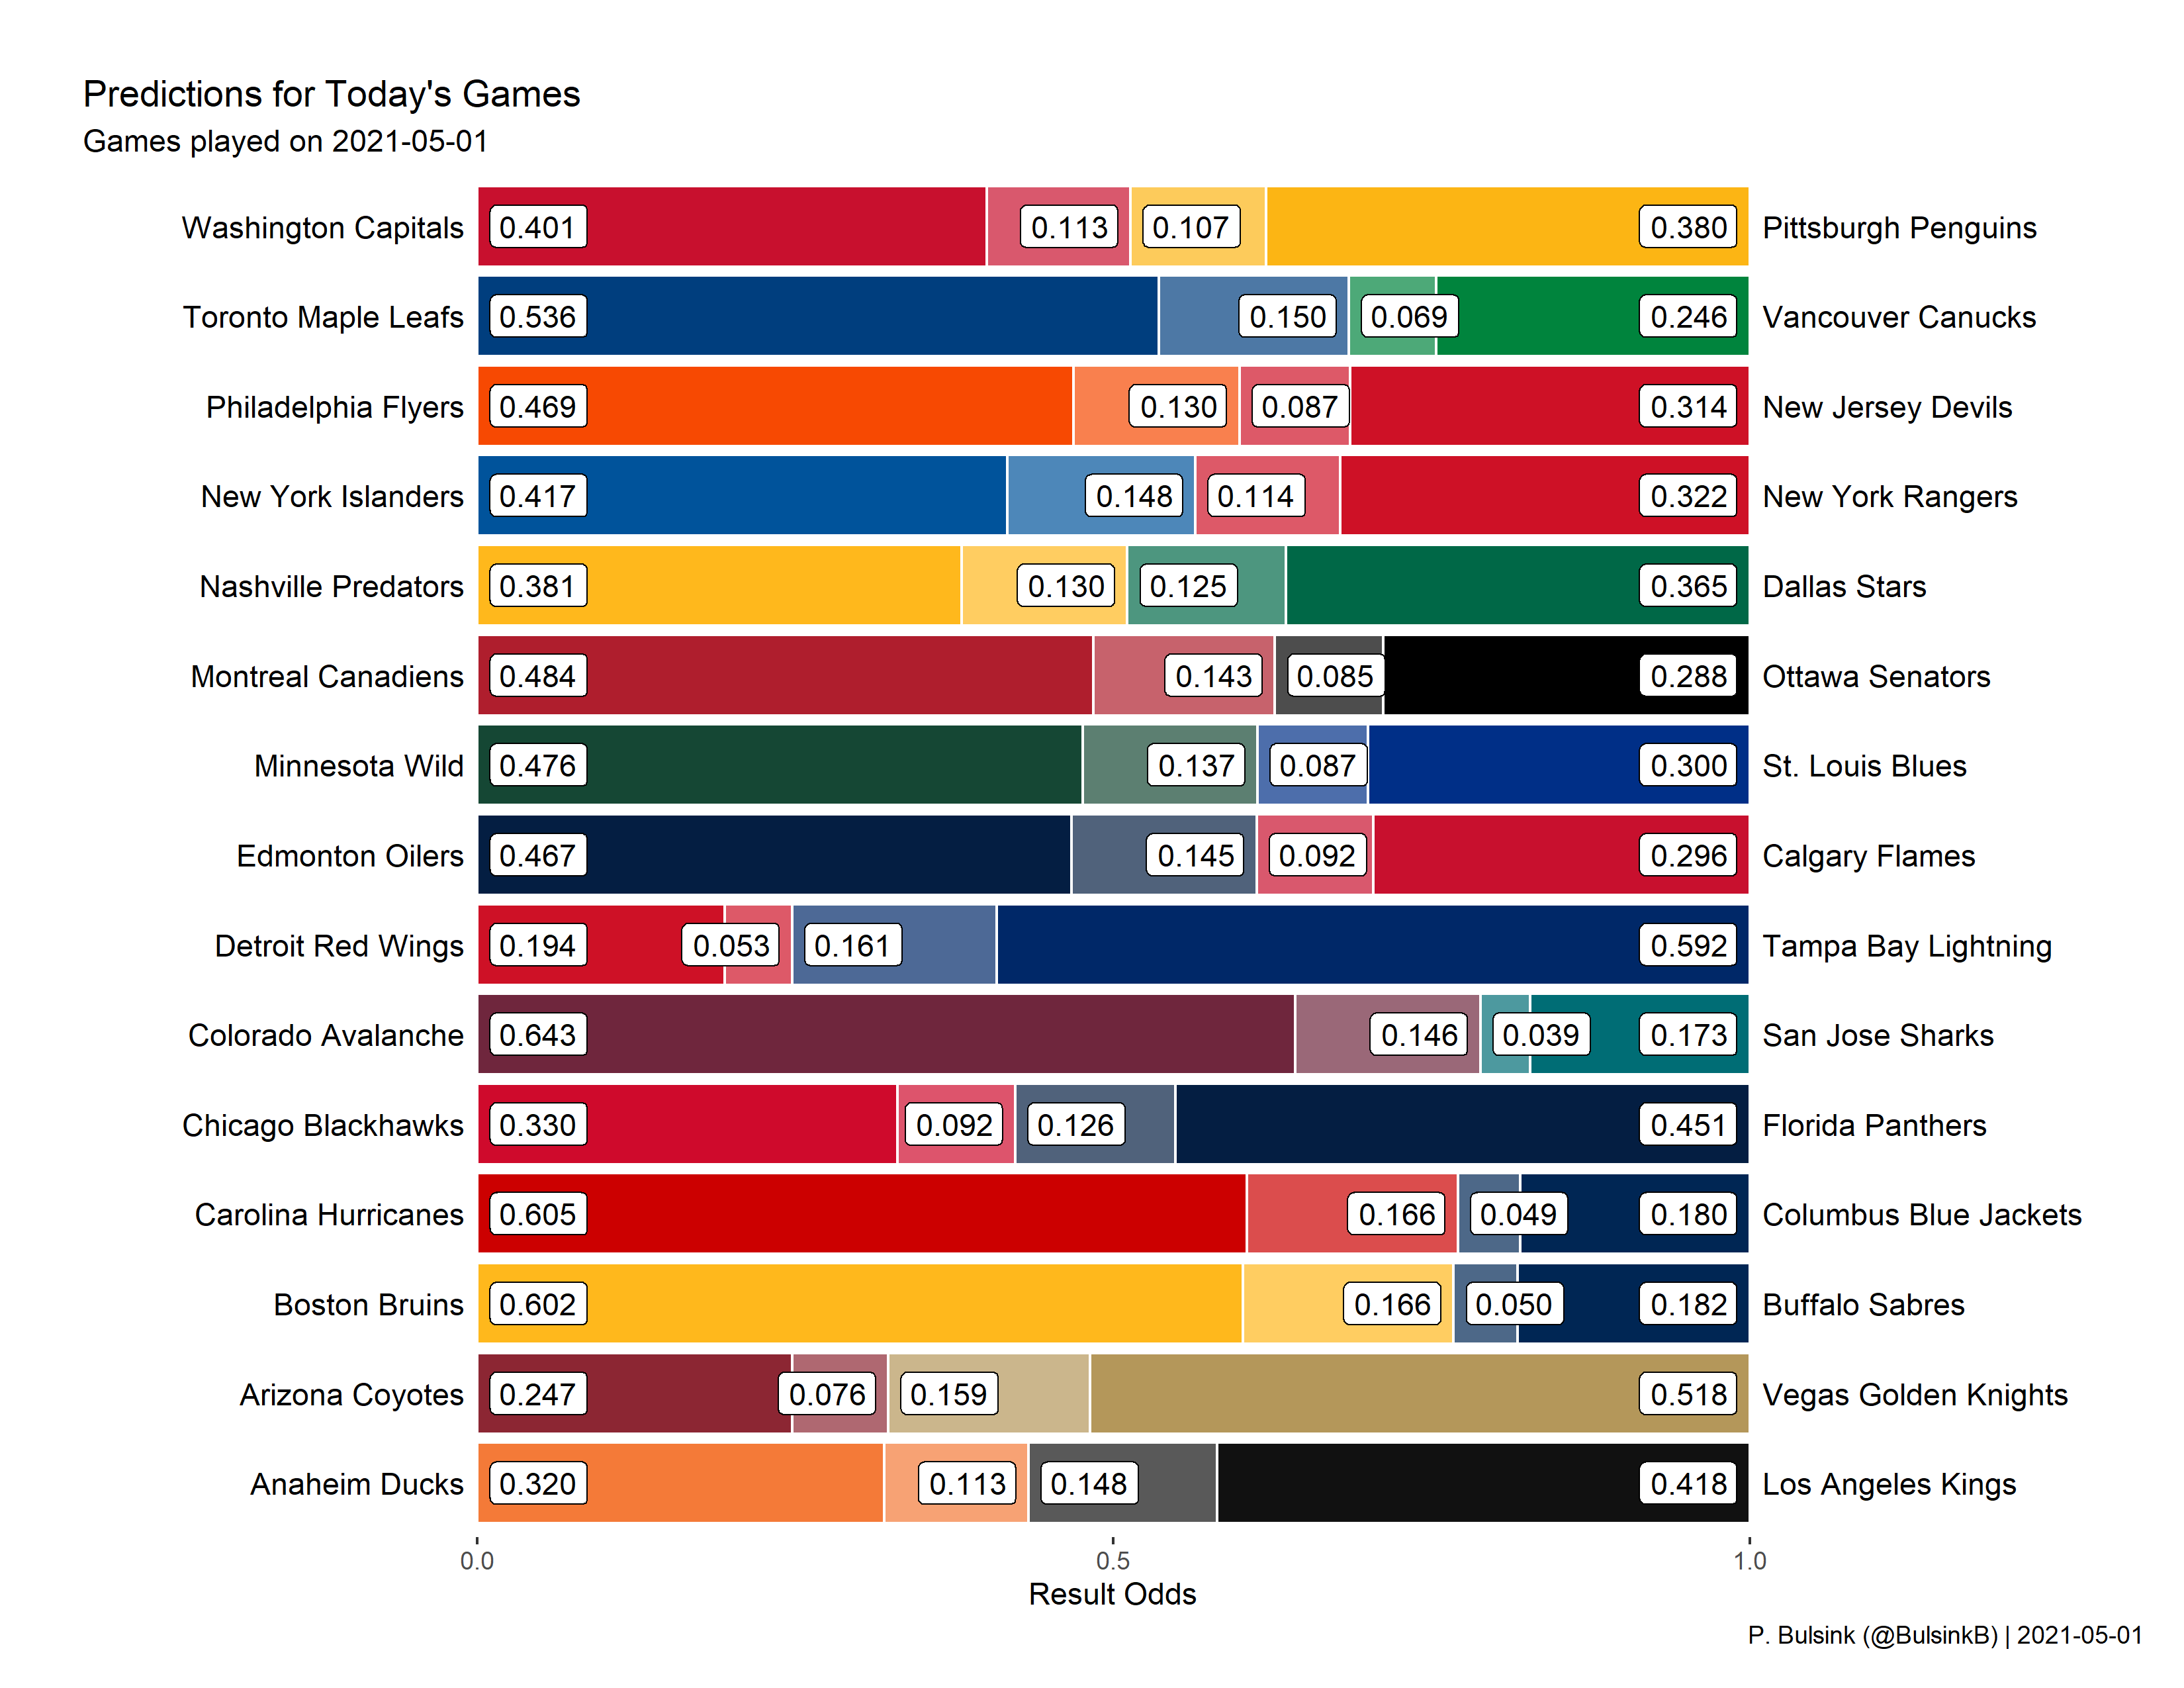 Predictions for Today's Games
Games played on 2021-05-01
Washington Capitals 0.401 0.113 0.107 0.380 Pittsburgh Penguins
Toronto Maple Leafs 0.536 0.150 0.069 0.246 Vancouver Canucks
Philadelphia Flyers 0.469 0.130 0.087 0.314 New Jersey Devils
New York Islanders 0.417 0.148 0.114 0.322 New York Rangers
Nashville Predators 0.381 0.130 0.125 0.365 Dallas Stars
Montreal Canadiens 0.484 0.143 0.085 0.288 Ottawa Senators
Minnesota Wild 0.476 0.137 0.087 0.300 St. Louis Blues
Edmonton Oilers 0.467 0.145 0.092 0.296 Calgary Flames
Detroit Red Wings 0.194 0.053 0.161 0.592 Tampa Bay Lightning
Colorado Avalanche 0.643 0.146 0.039 0.173 San Jose Sharks
Chicago Blackhawks 0.330 0.092 0.126 0.451 Florida Panthers
Carolina Hurricanes 0.605 0.166 0.049 0.180 Columbus Blue Jackets
Boston Bruins 0.602 0.166 0.050 0.182 Buffalo Sabres
Arizona Coyotes 0.247 0.076 0.159 0.518 Vegas Golden Knights
Anaheim Ducks 0.320 0.113 0.148 0.418 Los Angeles Kings
0.0 0.5 1.0
Result Odds
P. Bulsink (@BulsinkB) | 2021-05-01